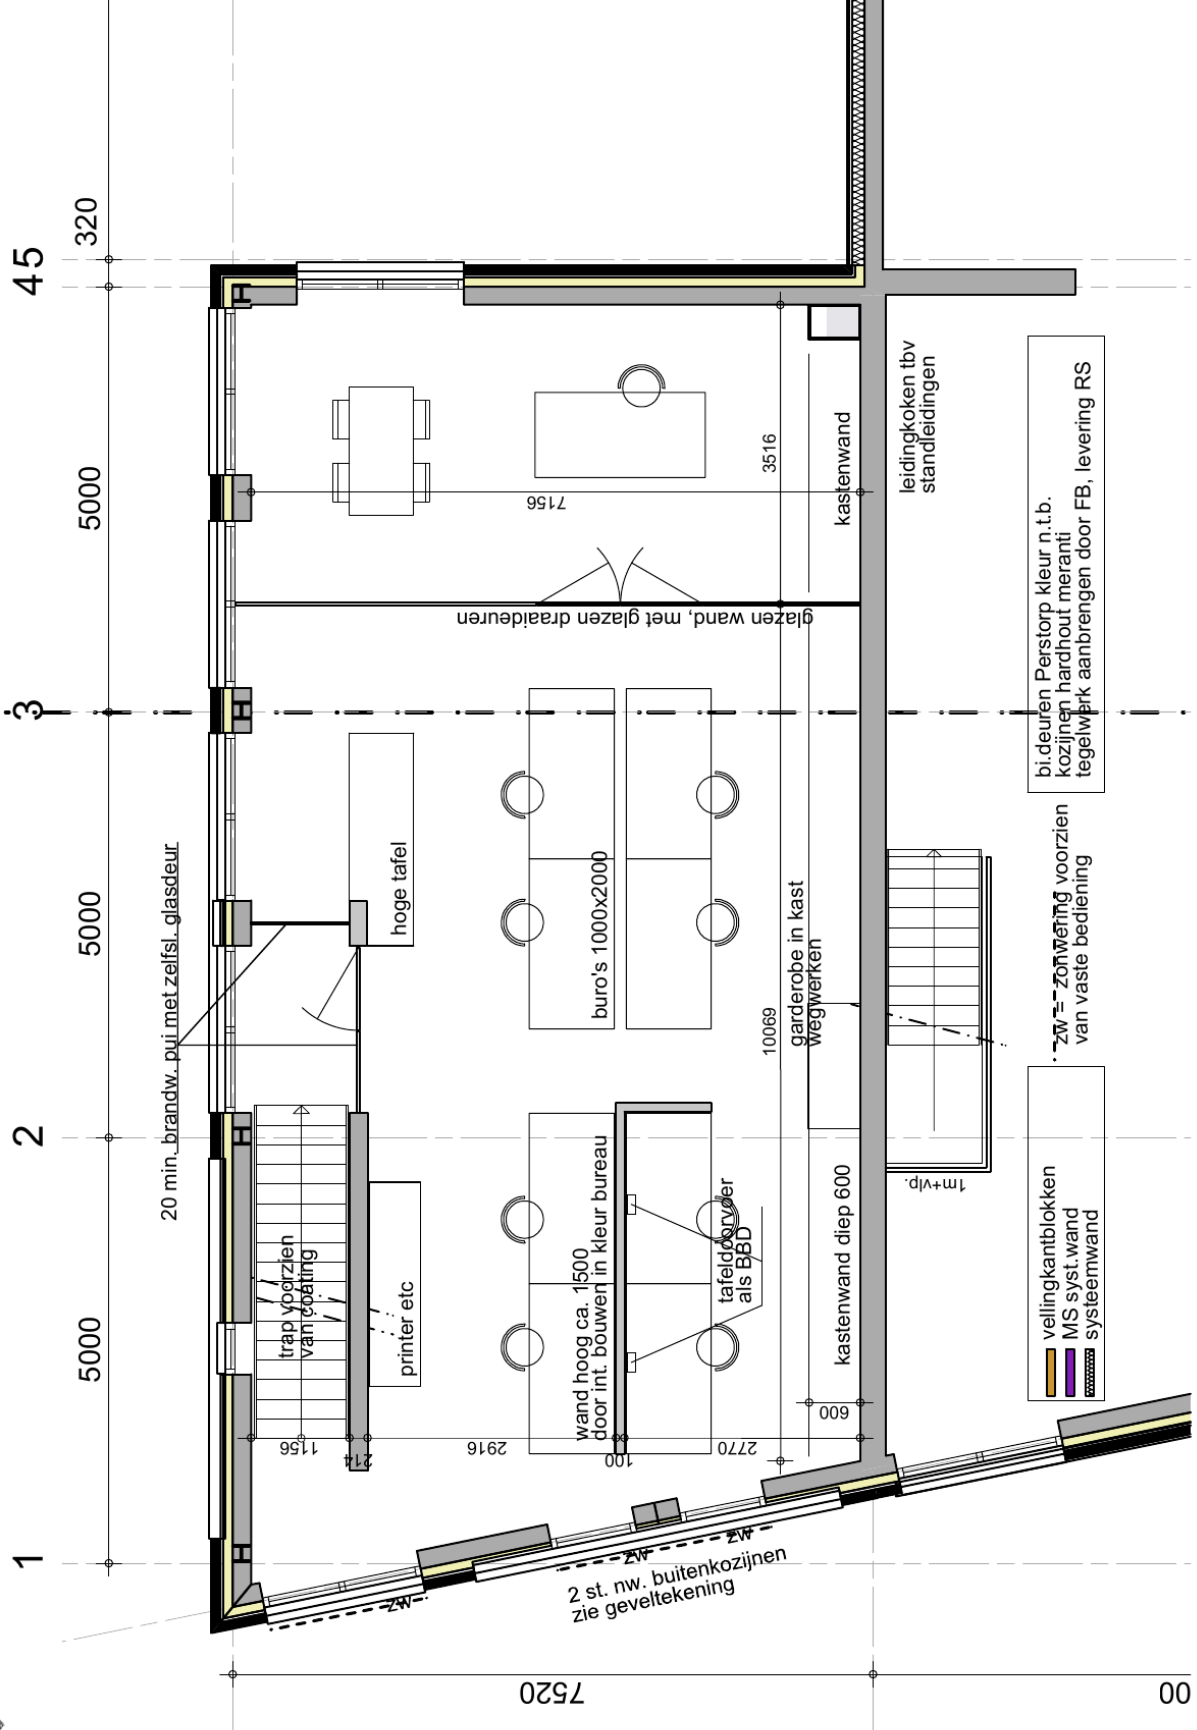 320
4 5
5000
3
5000
2
5000
1
7520
00
3516
7156
kastenwand
leidingkoken tbv
standleidingen
glazen wand, met glazen draaideuren
bi.deuren Perstorp kleur n.t.b.
kozijnen hardhout meranti
tegelwerk aanbrengen door FB, levering RS
20 min. brandw. pui met zelfsl. glasdeur
hoge tafel
buro's 1000x2000
garderobe in kast
wegwerken
10069
zw = zonwering voorzien
van vaste bediening
trap voorzien
van coating
printer etc
wand hoog ca. 1500
door int. bouwen in kleur bureau
tafeldoorvoer
als BBD
kastenwand diep 600
1m+vlp.
vellingkantblokken
MS syst.wand
systeemwand
600
1156
214
2916
100
2770
zw
zw
zw
2 st. nw. buitenkozijnen
zie geveltekening